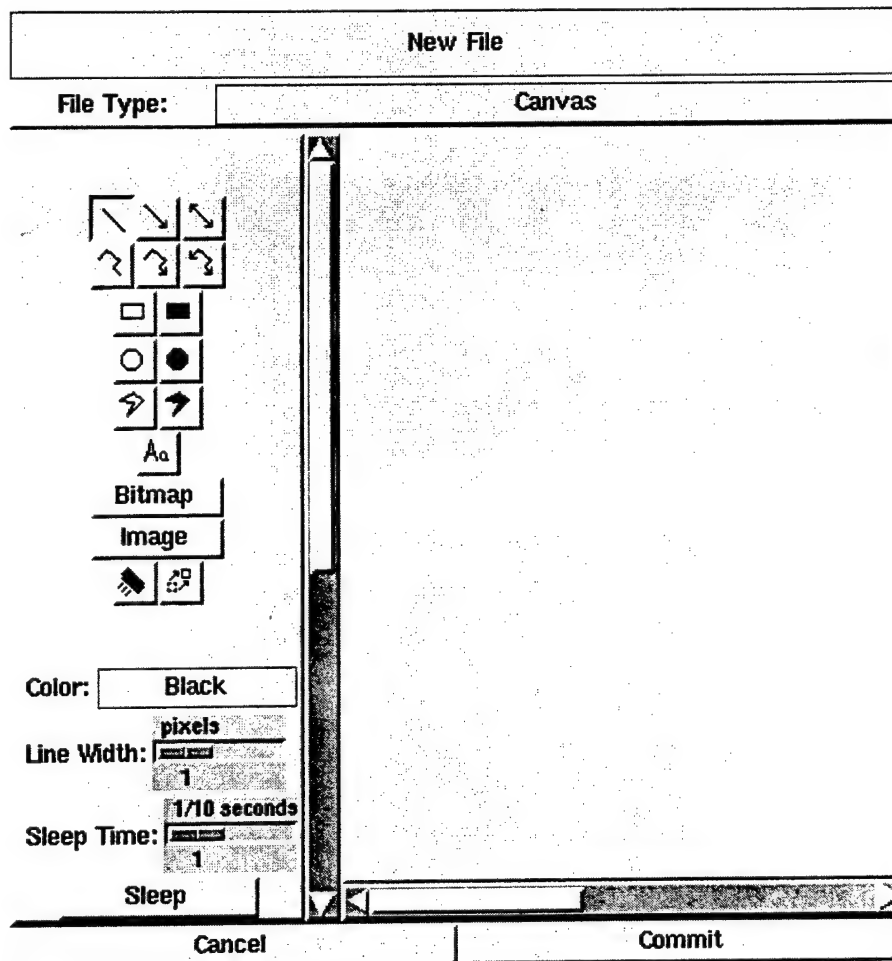 New File
File Type: Canvas
Aa
Bitmap
Image
Color: Black
pixels
Line Width:
1
1/10 seconds
Sleep Time:
1
Sleep
Cancel Commit